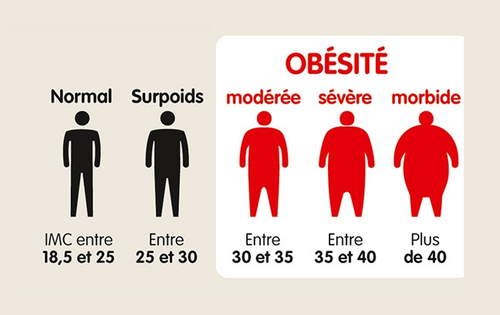 OBÉSITÉ
Normal
Surpoids
modérée
sévère
morbide
IMC entre
18,5 et 25
Entre
25 et 30
Entre
30 et 35
Entre
35 et 40
Plus
de 40